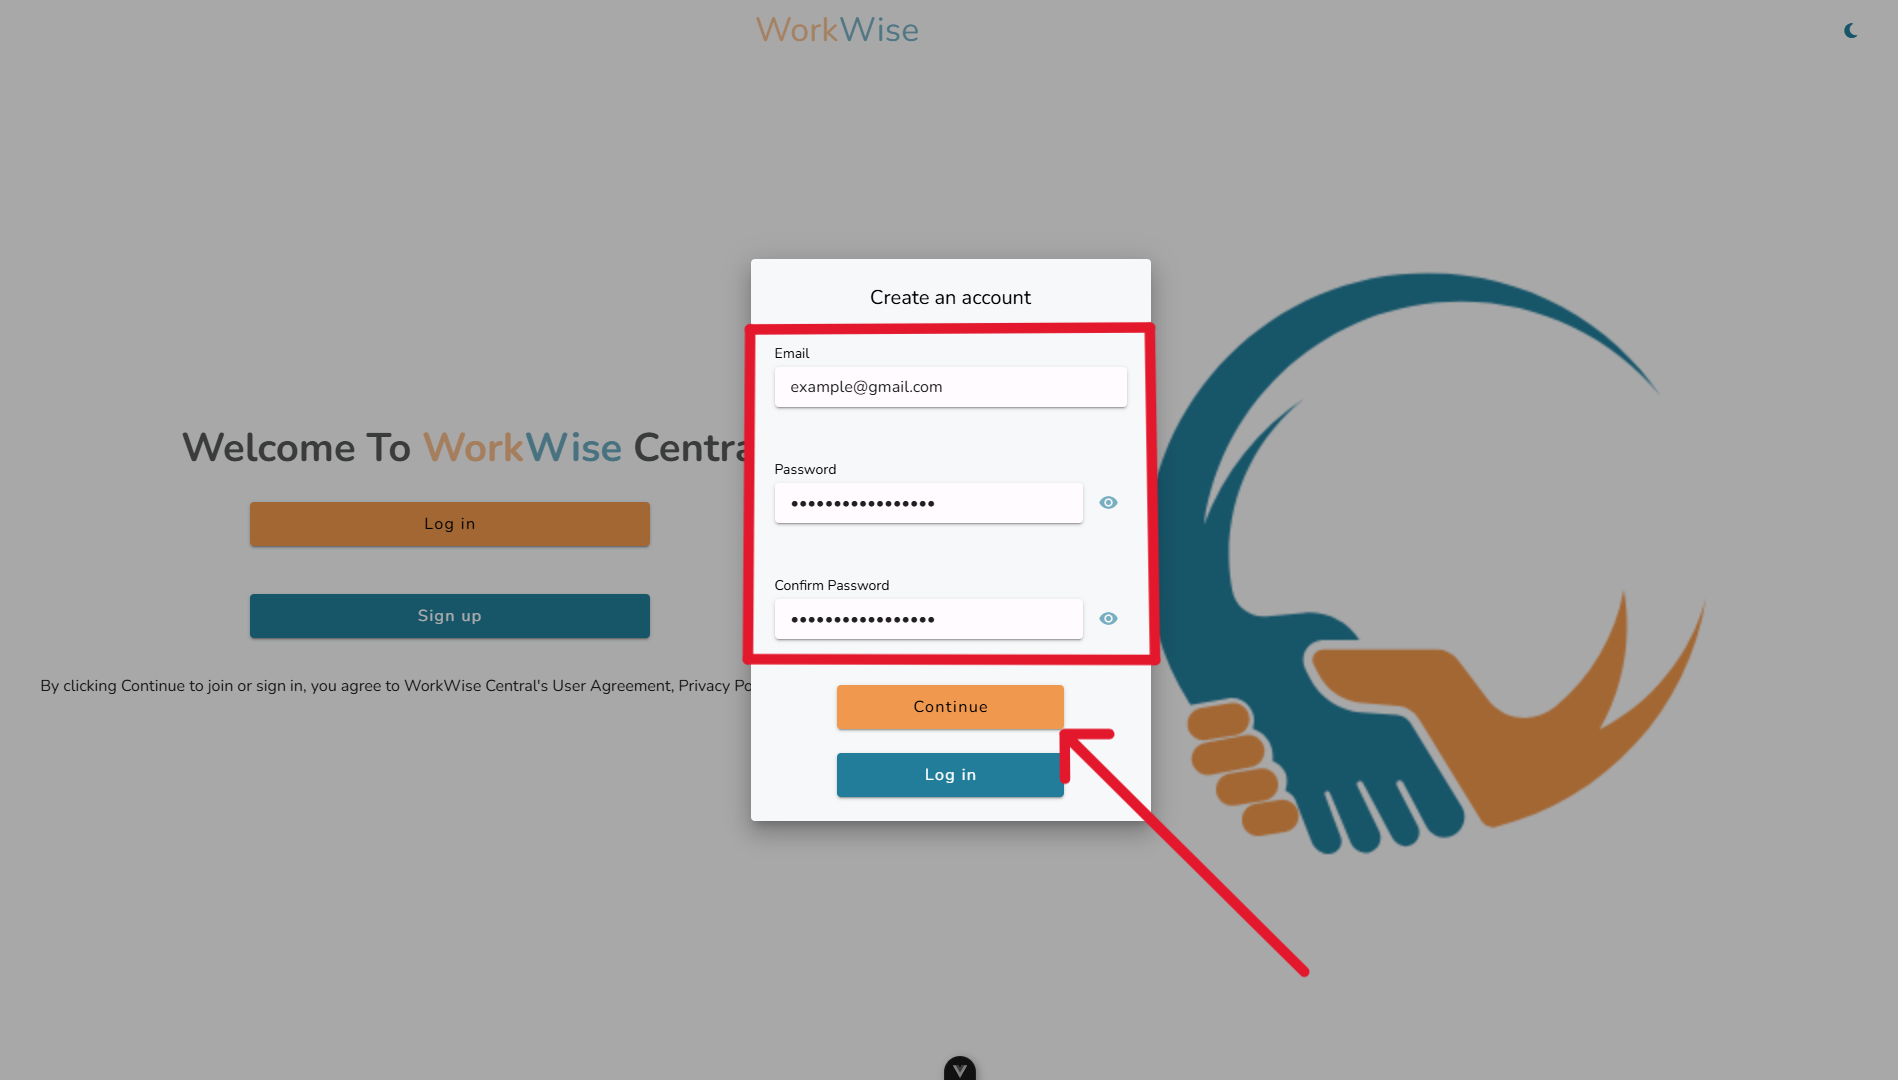 WorkWise
Create an account
Email
example@gmail.com
Welcome To WorkWise Centra
Password
•••••••••••••••••
Log in
Confirm Password
Sign up
•••••••••••••••••
By clicking Continue to join or sign in, you agree to WorkWise Central's User Agreement, Privacy Po
Continue
Log in